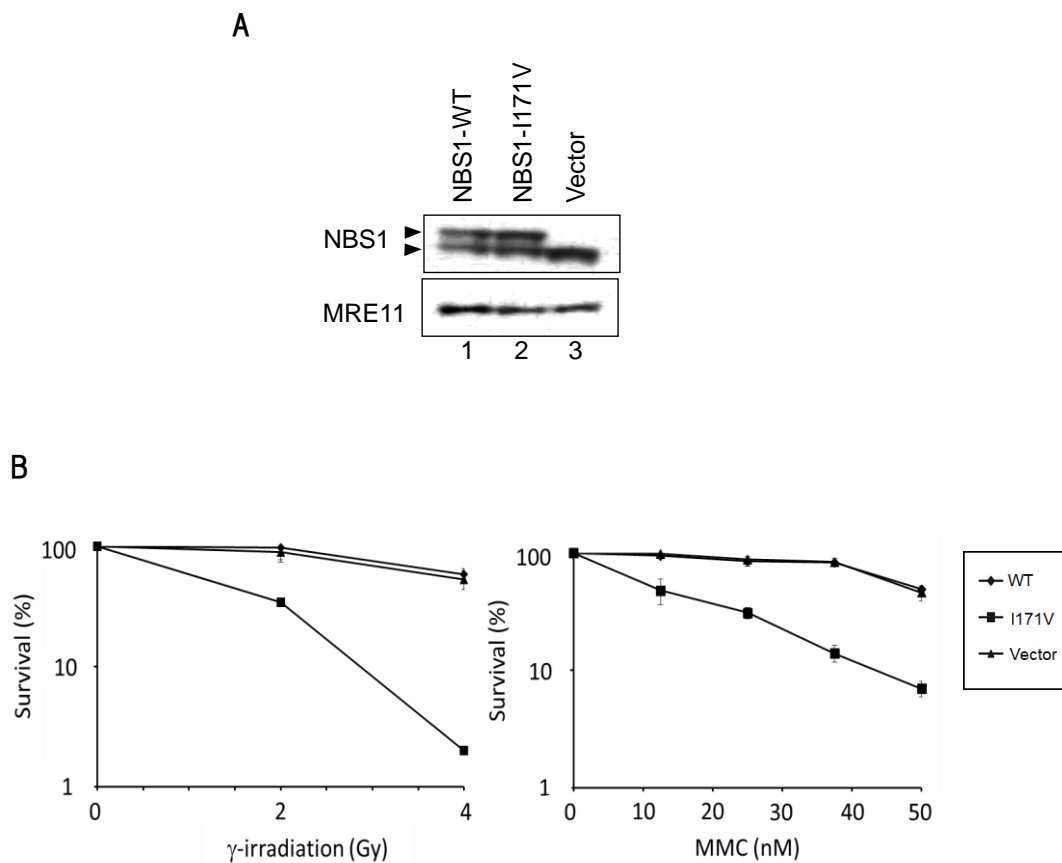 A
NBS1-WT
NBS1-I171V
Vector
NBS1
MRE11
1 2 3
B
100
10
1
0 2 4
Survival (%)
γ-irradiation (Gy)
100
10
1
0 10 20 30 40 50
Survival (%)
MMC (nM)
WT
I171V
Vector